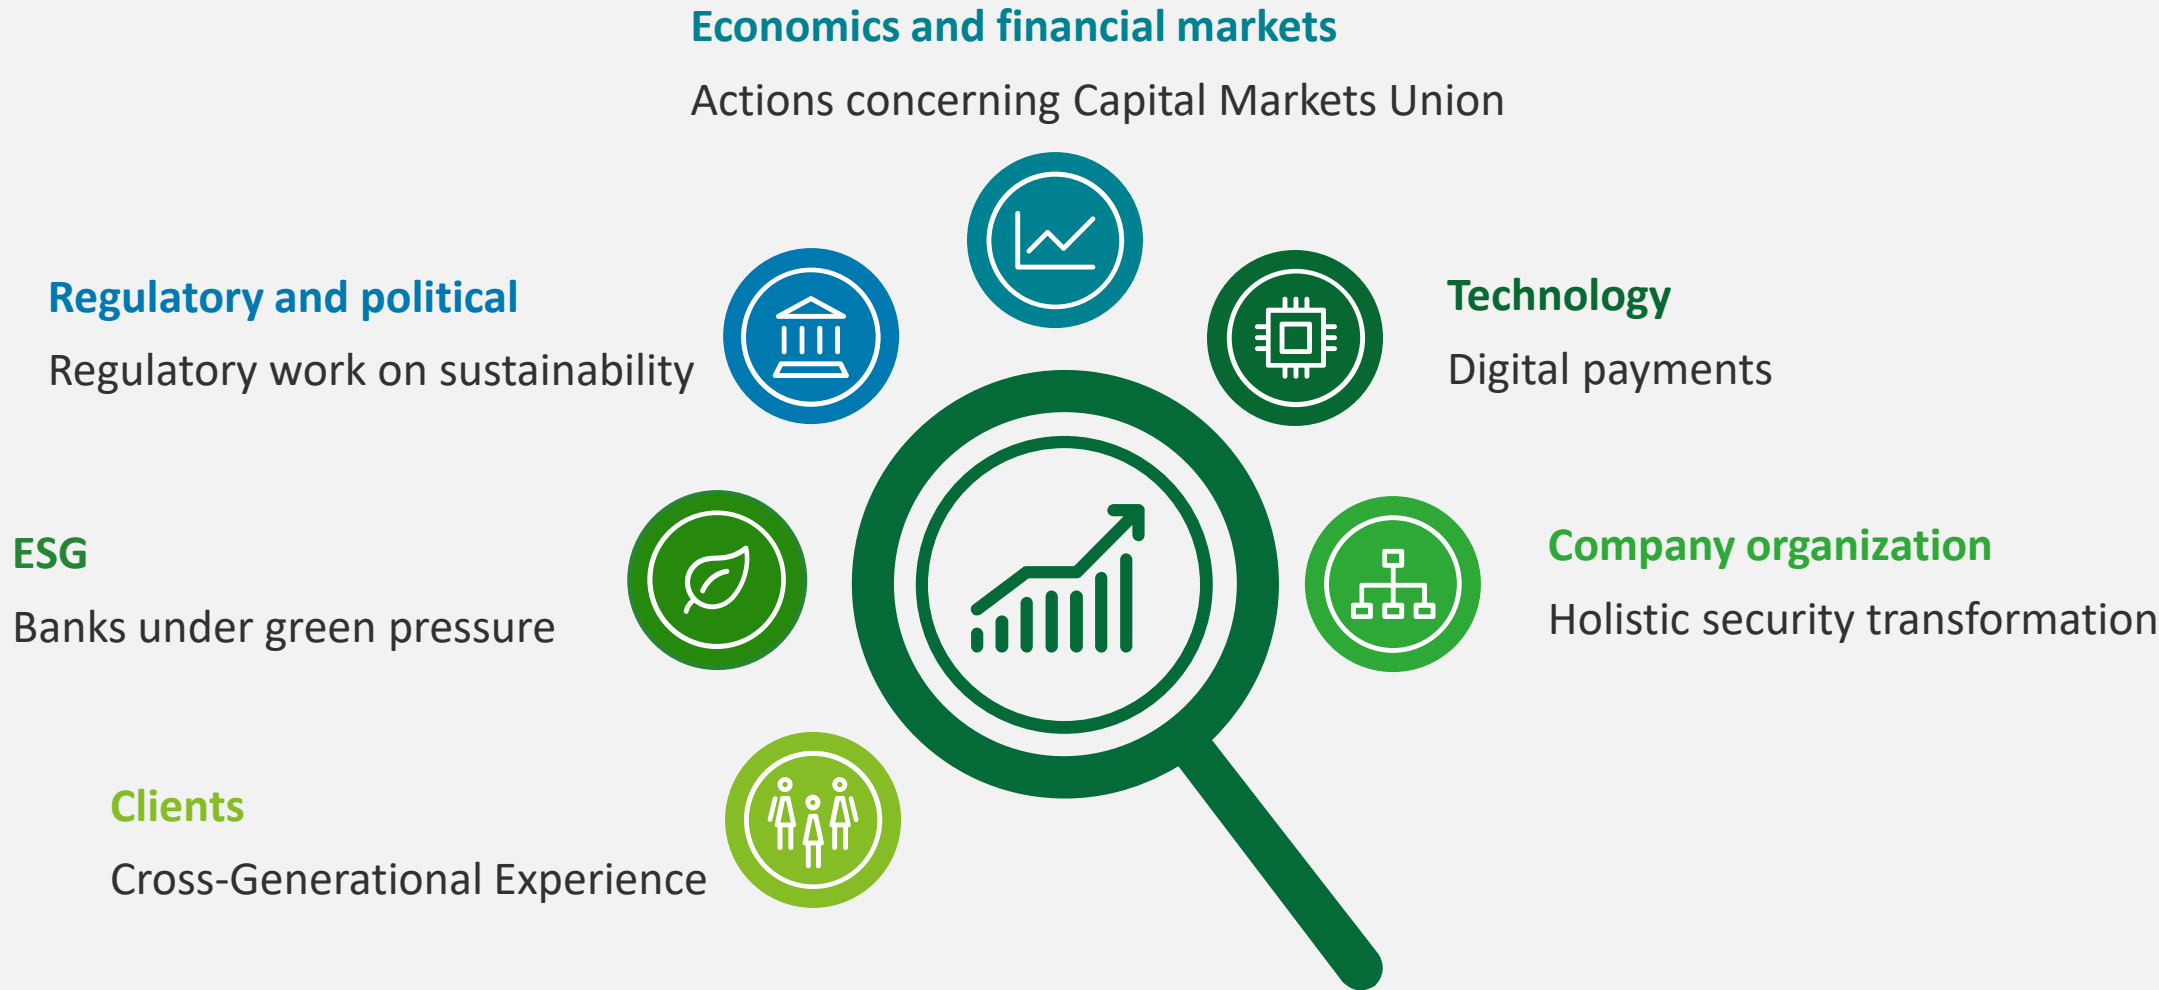 Economics and financial markets
Actions concerning Capital Markets Union
Regulatory and political
Regulatory work on sustainability
Technology
Digital payments
ESG
Banks under green pressure
Company organization
Holistic security transformation
Clients
Cross-Generational Experience